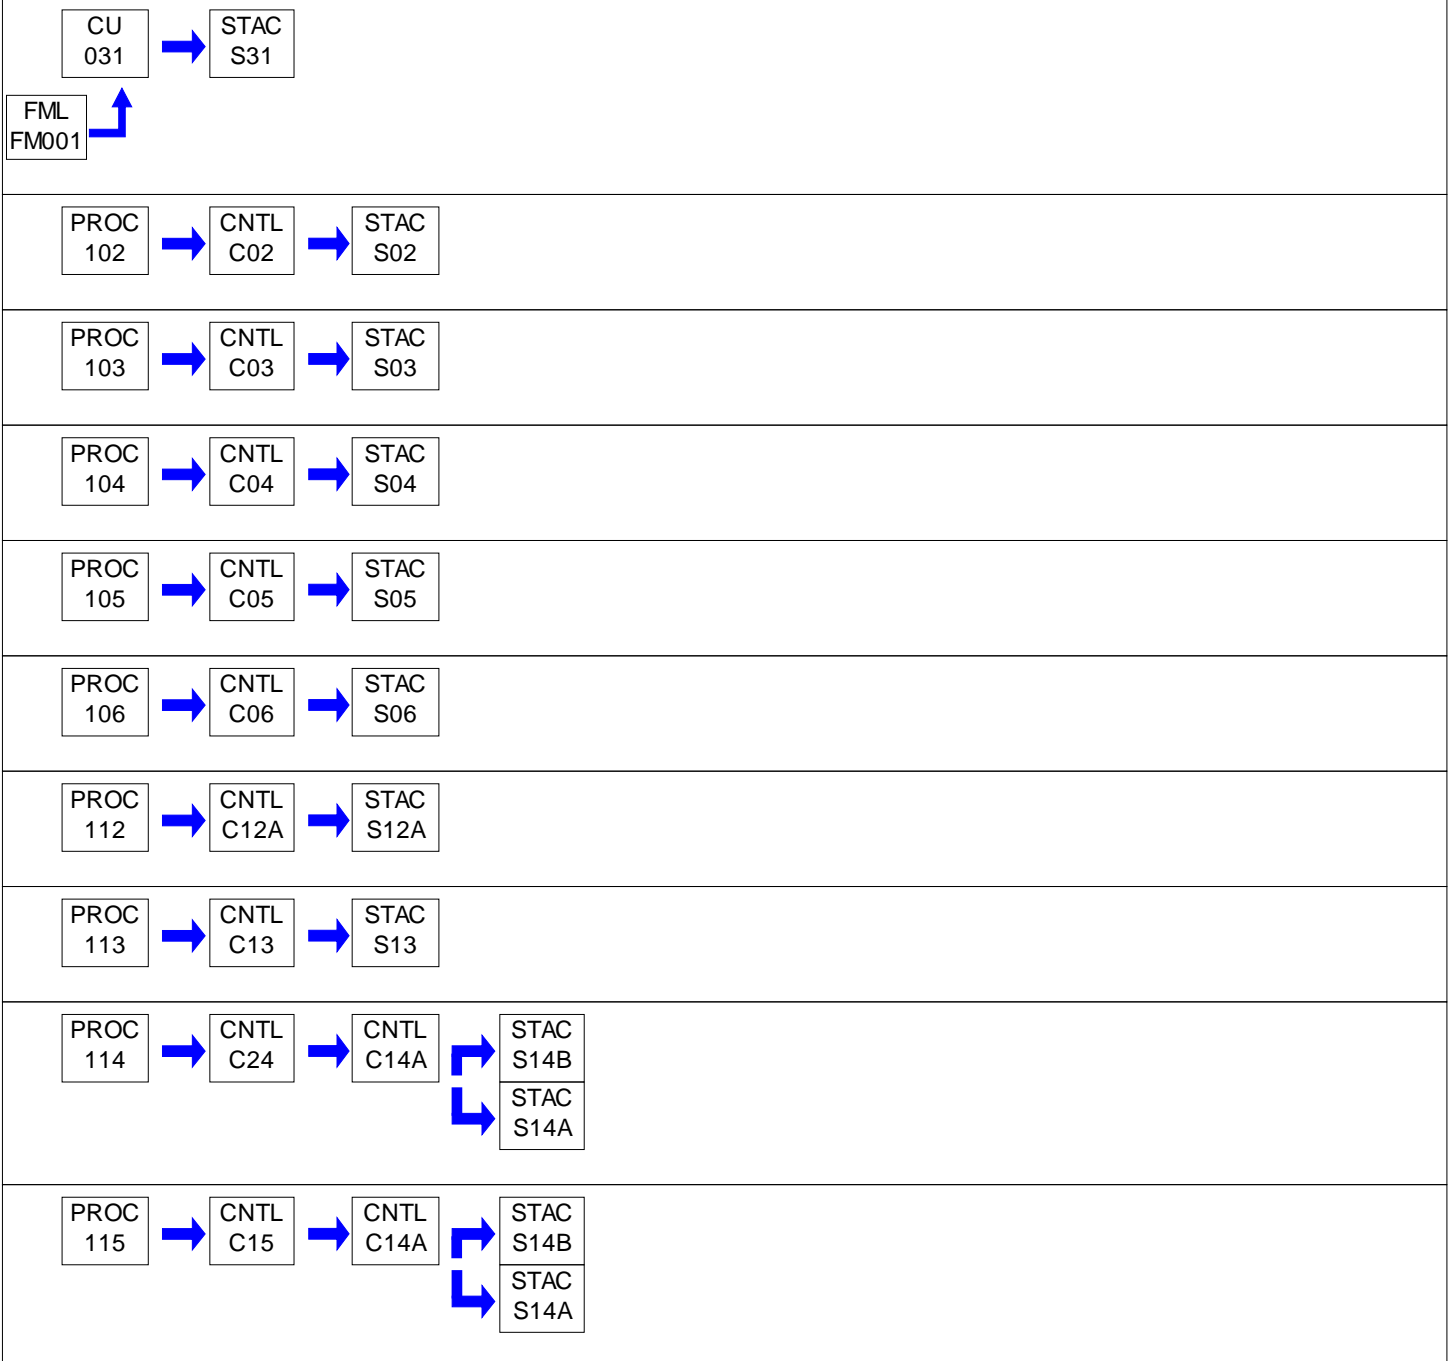 CU
031
STAC
S31
FML
FM001
PROC
102
CNTL
C02
STAC
S02
PROC
103
CNTL
C03
STAC
S03
PROC
104
CNTL
C04
STAC
S04
PROC
105
CNTL
C05
STAC
S05
PROC
106
CNTL
C06
STAC
S06
PROC
112
CNTL
C12A
STAC
S12A
PROC
113
CNTL
C13
STAC
S13
PROC
114
CNTL
C24
CNTL
C14A
STAC
S14B
STAC
S14A
PROC
115
CNTL
C15
CNTL
C14A
STAC
S14B
STAC
S14A